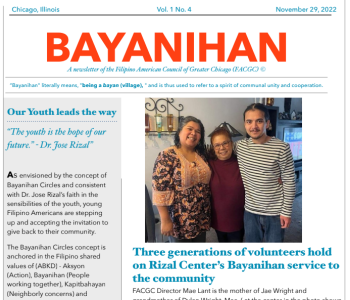 Chicago, Illinois
Vol. 1 No. 4
November 29, 2022
BAYANIHAN
A newsletter of the Filipino American Council of Greater Chicago (FACGC) ©
"Bayanihan" literally means, "being a bayan (village), " and is thus used to refer to a spirit of communal unity and cooperation.
Our Youth leads the way
"The youth is the hope of our
future." - Dr. Jose Rizal"
As envisioned by the concept of
Bayanihan Circles and consistent
with Dr. Jose Rizal's faith in the
sensibilities of the youth, young
Filipino Americans are stepping
up and accepting the invitation to
give back to their community.
The Bayanihan Circles concept is
anchored in the Filipino shared
values of (ABKD) - Aksyon
(Action), Bayanihan (People
working together), Kapitbahayan
(Neighborly concerns) and
Three generations of volunteers hold
on Rizal Center's Bayanihan service to
the community
FACGC Director Mae Lant is the mother of Jae Wright and